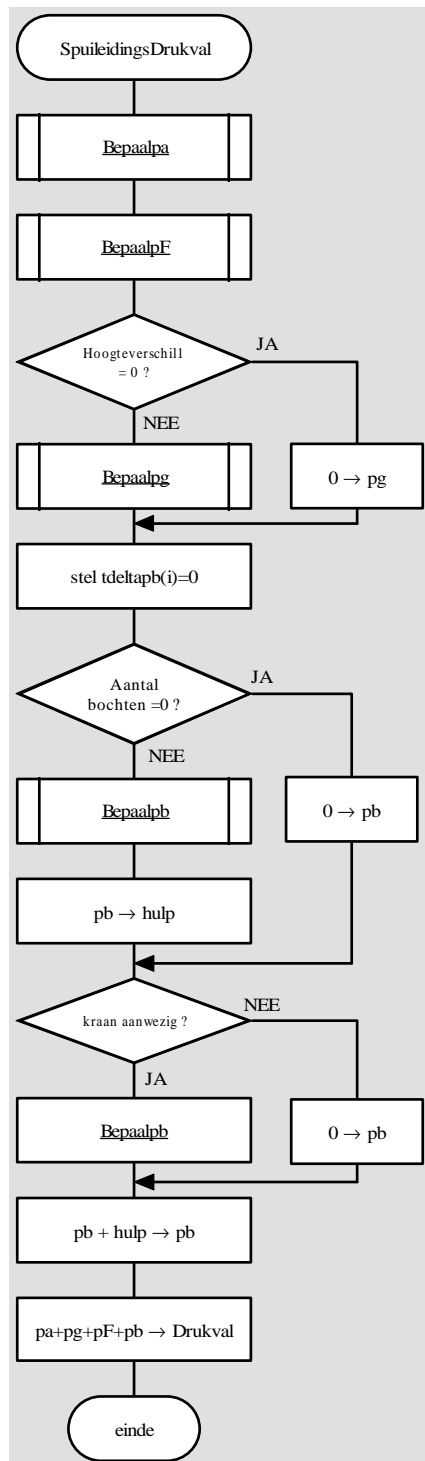 SpuileidingsDrukval
Bepaalpa
BepaalpF
Hoogteverschill
= 0 ?
JA
NEE
Bepaalpg
0 → pg
stel tdeltapb(i)=0
Aantal
bochten =0 ?
JA
NEE
Bepaalpb
0 → pb
pb → hulp
kraan aanwezig ?
NEE
JA
Bepaalpb
0 → pb
pb + hulp → pb
pa+pg+pF+pb → Drukval
einde